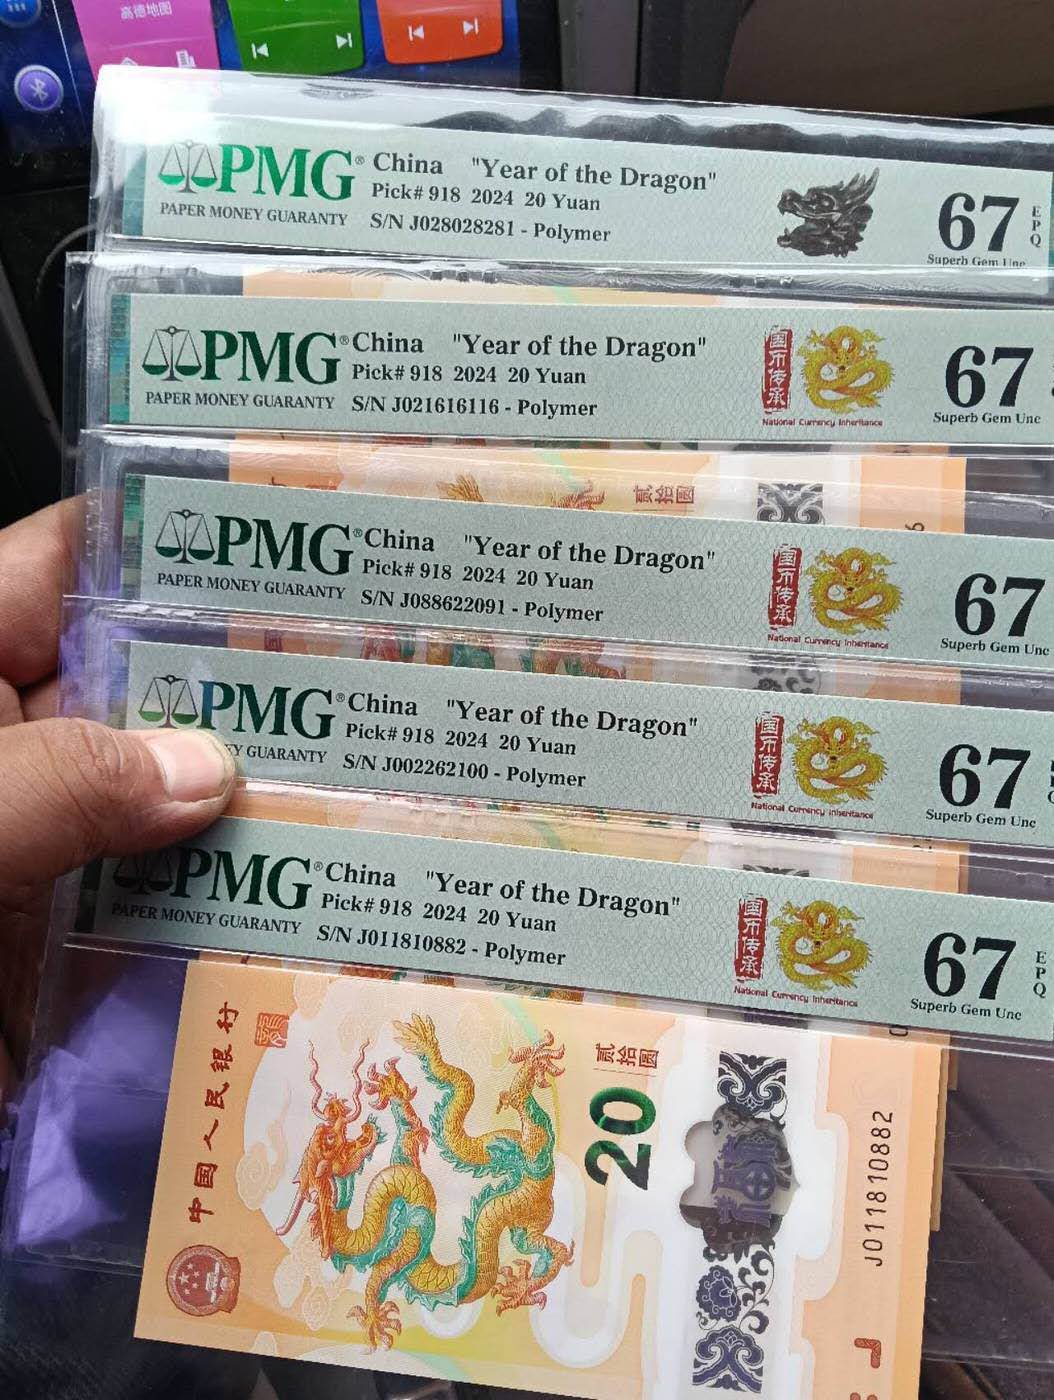 高德地图
PMG® China "Year of the Dragon"
Pick# 918 2024 20 Yuan
PAPER MONEY GUARANTY
S/N J028028281 - Polymer
67
EPQ
Superb Gem Unc
PMG® China "Year of the Dragon"
Pick# 918 2024 20 Yuan
PAPER MONEY GUARANTY
S/N J021616116 - Polymer
国币传承
National Currency Inheritance
67
Superb Gem Unc
贰拾圆
PMG® China "Year of the Dragon"
Pick# 918 2024 20 Yuan
PAPER MONEY GUARANTY
S/N J088622091 - Polymer
国币传承
National Currency Inheritance
67
Superb Gem Unc
PMG® China "Year of the Dragon"
Pick# 918 2024 20 Yuan
GUARANTY
S/N J002262100 - Polymer
国币传承
National Currency Inheritance
67
Superb Gem Unc
PMG® China "Year of the Dragon"
Pick# 918 2024 20 Yuan
PAPER MONEY GUARANTY
S/N J011810882 - Polymer
国币传承
National Currency Inheritance
67
EPQ
Superb Gem Unc
中国人民银行
贰拾圆
20
J011810882